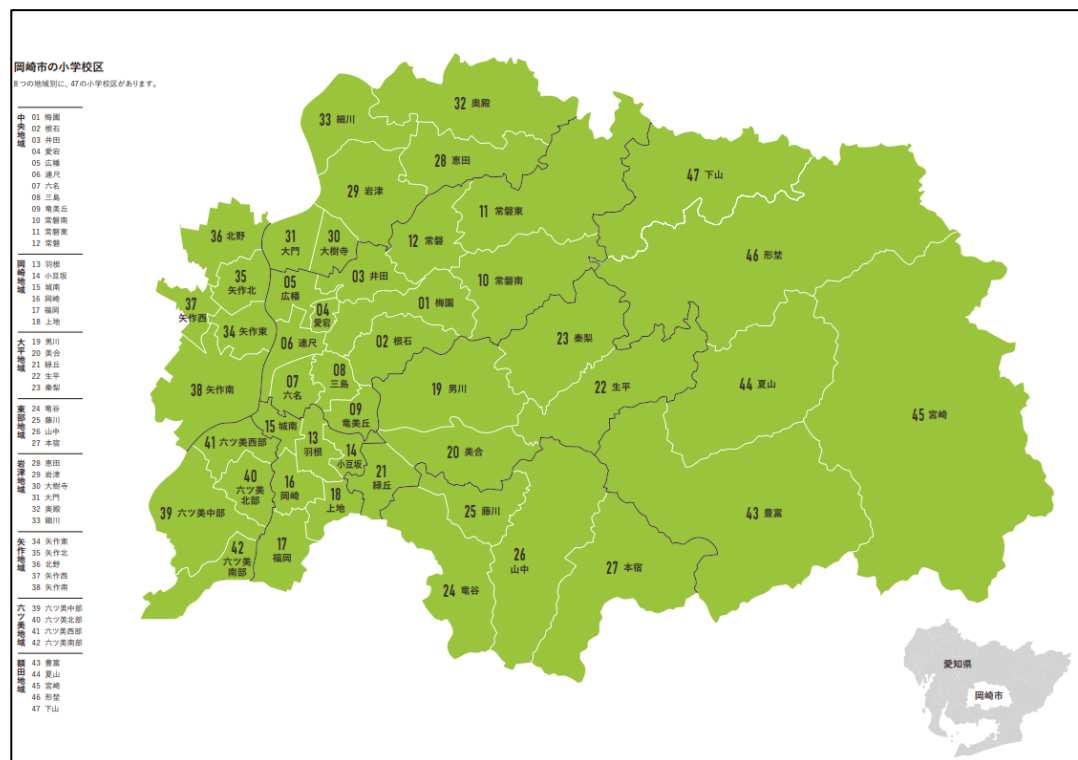 岡崎市の小学校区
8つの地域別に、47の小学校区があります。
中央地域
01 梅園
02 根石
03 井田
04 愛宕
05 広幡
06 連尺
07 六名
08 三島
09 竜美丘
10 常磐南
11 常磐東
12 常磐
岡崎地域
13 羽根
14 小豆坂
15 城南
16 岡崎
17 福岡
18 上地
大平地域
19 男川
20 美合
21 緑丘
22 生平
23 秦梨
東部地域
24 竜谷
25 藤川
26 山中
27 本宿
岩津地域
28 恵田
29 岩津
30 大樹寺
31 大門
32 奥殿
33 細川
矢作地域
34 矢作東
35 矢作北
36 北野
37 矢作西
38 矢作南
六ツ美地域
39 六ツ美中部
40 六ツ美北部
41 六ツ美西部
42 六ツ美南部
額田地域
43 豊富
44 夏山
45 宮崎
46 形埜
47 下山
32 奥殿
33 細川
28 恵田
47 下山
29 岩津
11 常磐東
36 北野
31
大門
30
大樹寺
12 常磐
46 形埜
35
矢作北
05
広幡
03 井田
10 常磐南
37
矢作西
04
愛宕
01 梅園
34 矢作東
06 連尺
02 根石
23 秦梨
38 矢作南
07
六名
08
三島
19 男川
22 生平
44 夏山
09
竜美丘
45 宮崎
41 六ツ美西部
15 城南
13
羽根
14
小豆坂
20 美合
40
六ツ美
北部
16
岡崎
18
上地
21
緑丘
39 六ツ美中部
25 藤川
43 豊富
42
六ツ美
南部
17
福岡
26
山中
27 本宿
24 竜谷
愛知県
岡崎市